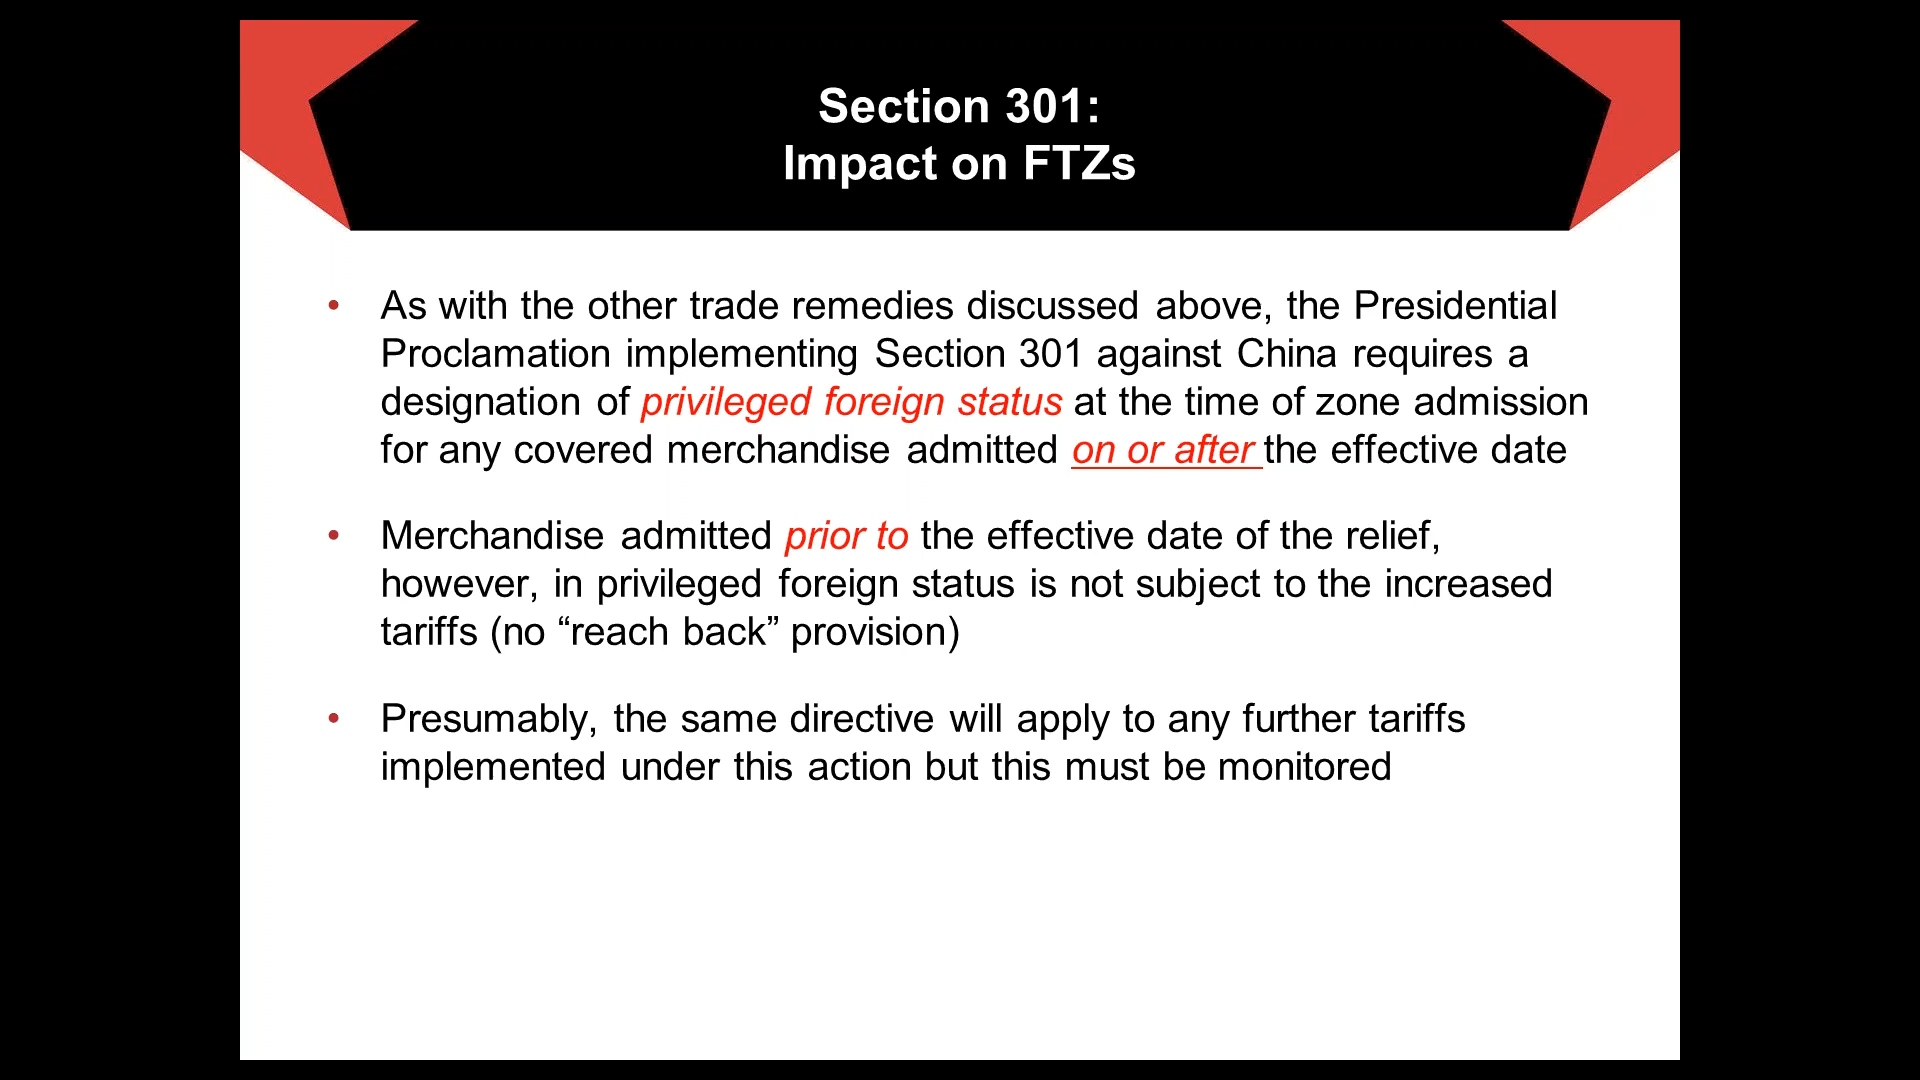 Section 301:
Impact on FTZs
• As with the other trade remedies discussed above, the Presidential
Proclamation implementing Section 301 against China requires a
designation of privileged foreign status at the time of zone admission
for any covered merchandise admitted on or after the effective date
• Merchandise admitted prior to the effective date of the relief,
however, in privileged foreign status is not subject to the increased
tariffs (no “reach back” provision)
• Presumably, the same directive will apply to any further tariffs
implemented under this action but this must be monitored